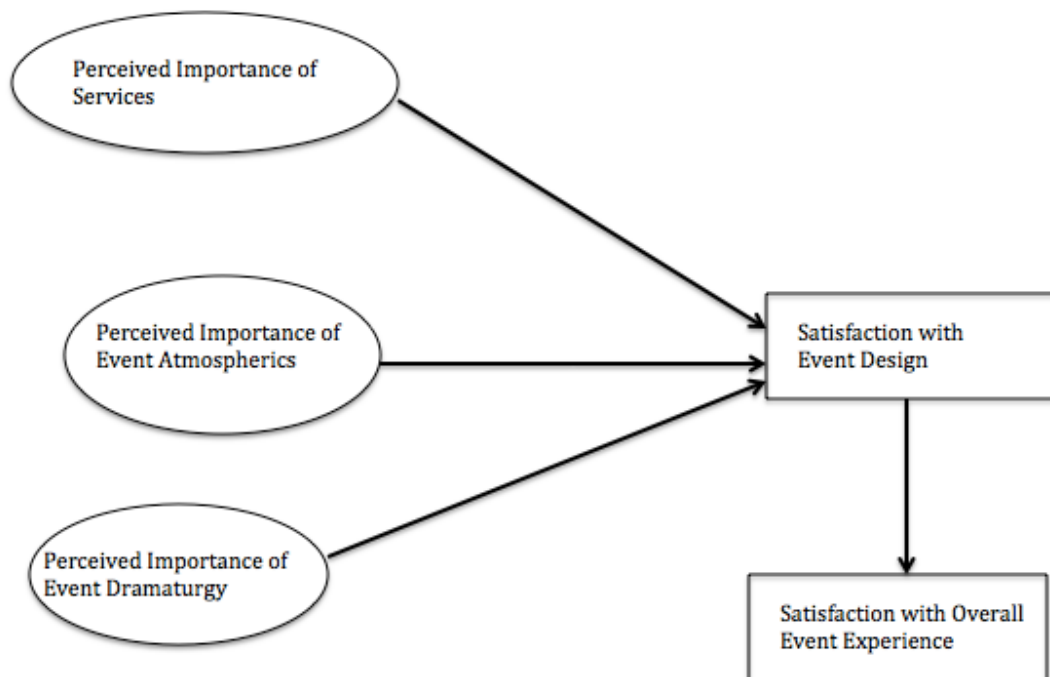 Perceived Importance of
Services
Perceived Importance of
Event Atmospherics
Satisfaction with
Event Design
Perceived Importance of
Event Dramaturgy
Satisfaction with Overall
Event Experience